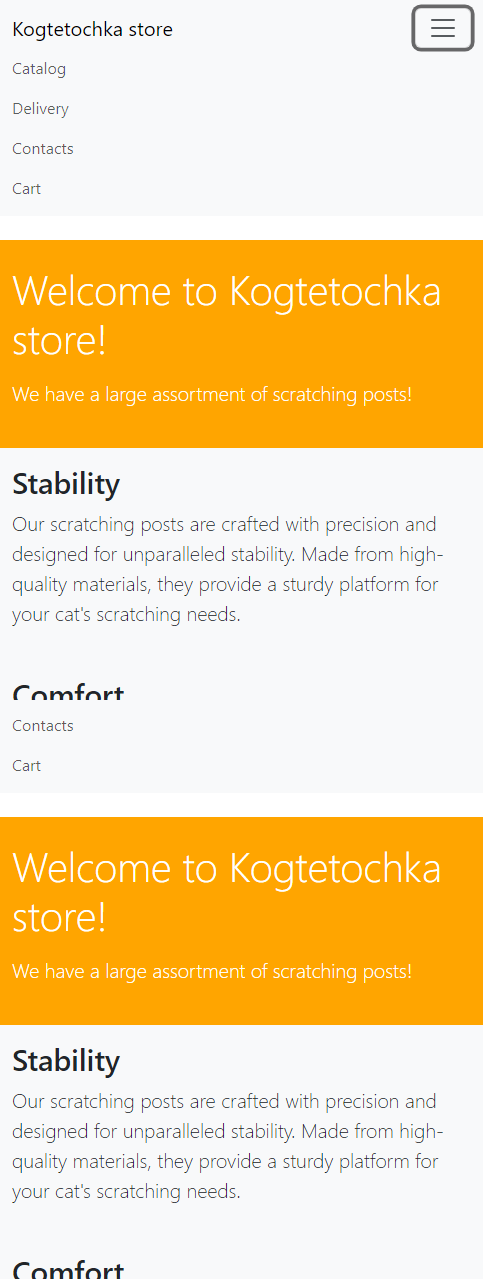 Kogtetochka store
Catalog
Delivery
Contacts
Cart
Welcome to Kogtetochka
store!
We have a large assortment of scratching posts!
Stability
Our scratching posts are crafted with precision and
designed for unparalleled stability. Made from high-
quality materials, they provide a sturdy platform for
your cat's scratching needs.
Comfort
Contacts
Cart
Welcome to Kogtetochka
store!
We have a large assortment of scratching posts!
Stability
Our scratching posts are crafted with precision and
designed for unparalleled stability. Made from high-
quality materials, they provide a sturdy platform for
your cat's scratching needs.
Comfort